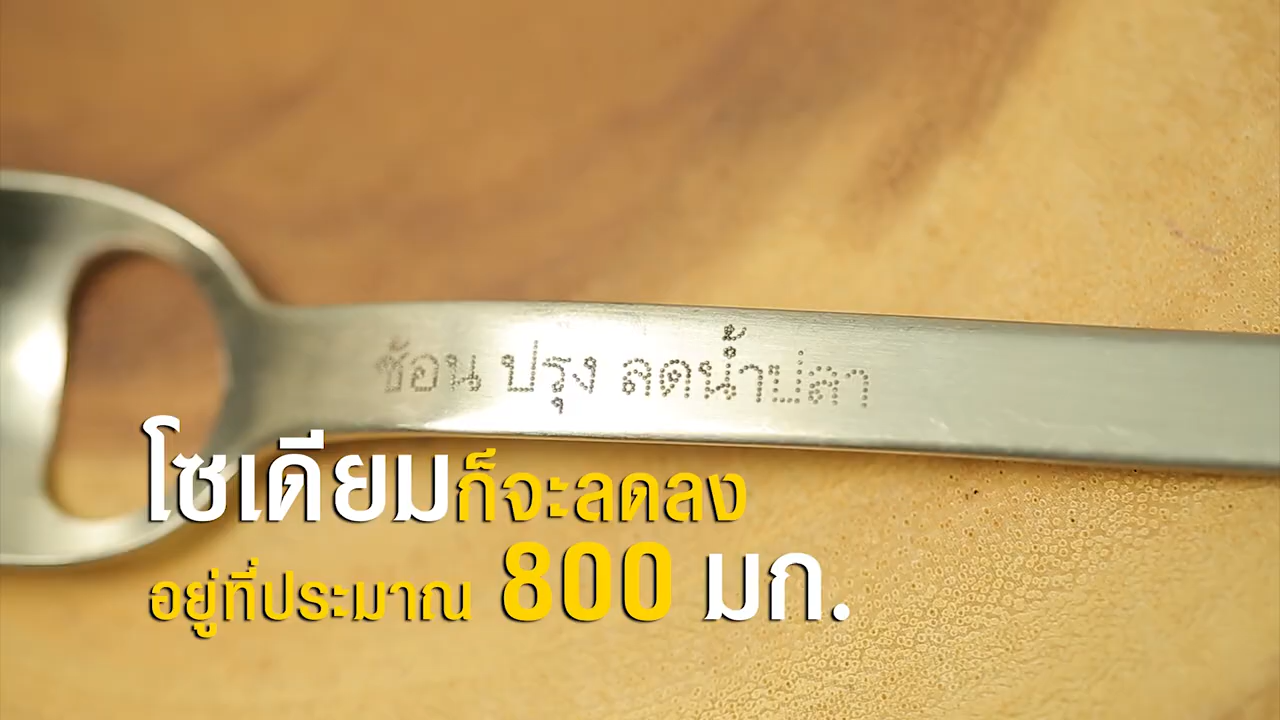 ช้อน ปรุง ลดน้ำปลา
โซเดียมก็จะลดลง
อยู่ที่ประมาณ 800 มก.